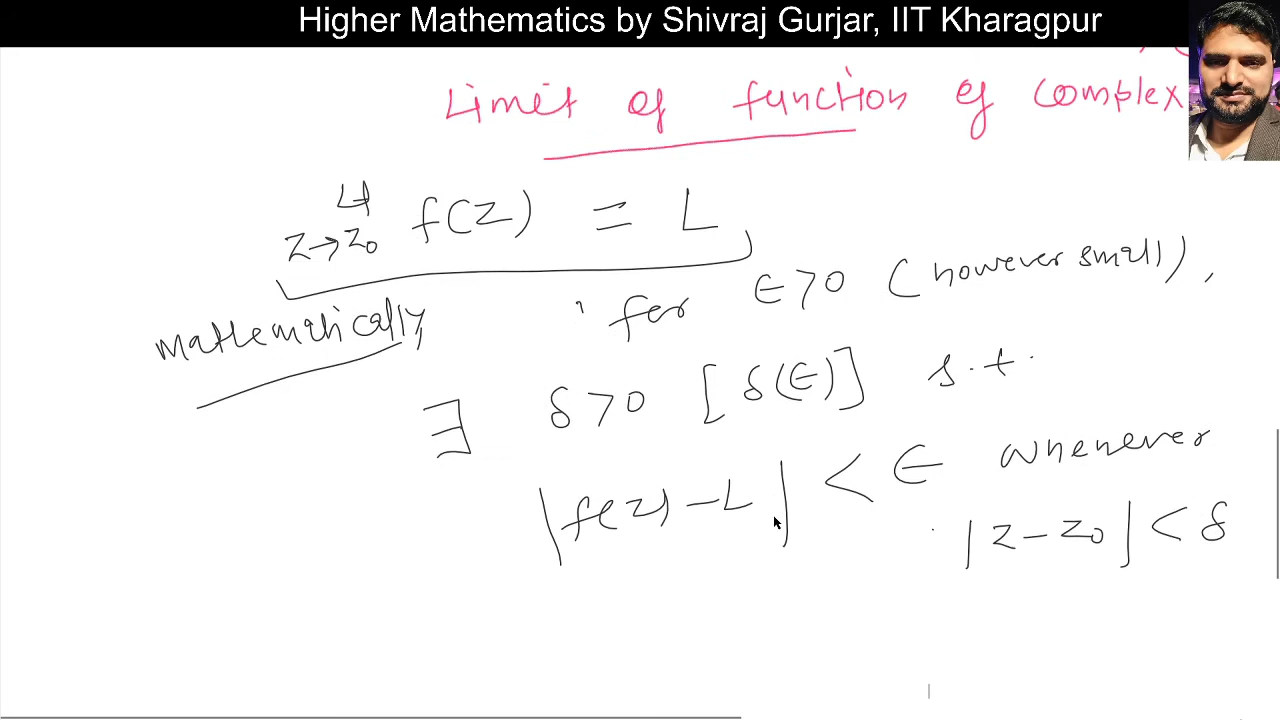 Higher Mathematics by Shivraj Gurjar, IIT Kharagpur
Limit of function of complex
Lt z→z₀ f(z) = L
mathematically, for ∈>0 (however small),
∃ δ>0 [δ(∈)] s.t.
|f(z)-L| < ∈ whenever
|z-z₀| < δ